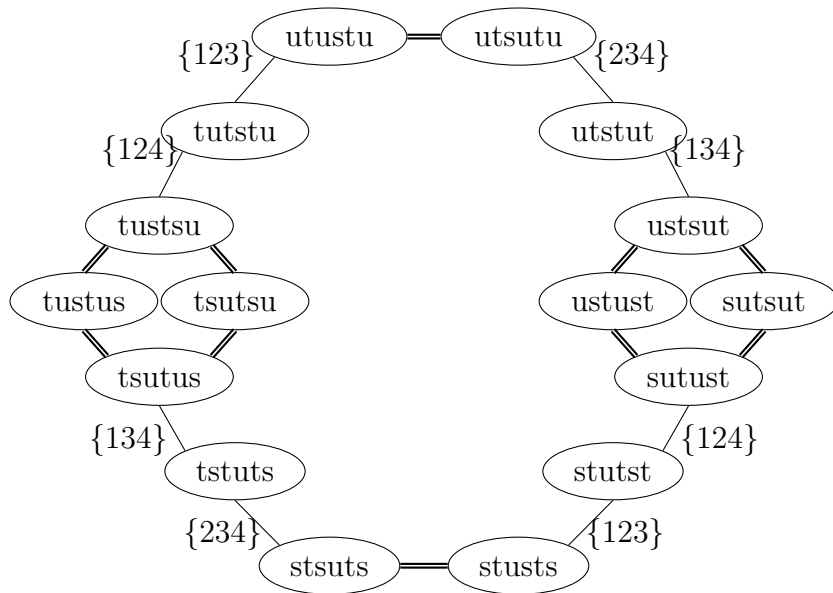 utustu utsutu
{123} {234}
tutstu utstut
{124} {134}
tustsu ustsut
tustus tsutsu ustust sutsut
tsutus sutust
{134} {124}
tstuts stutst
{234} {123}
stsuts stusts